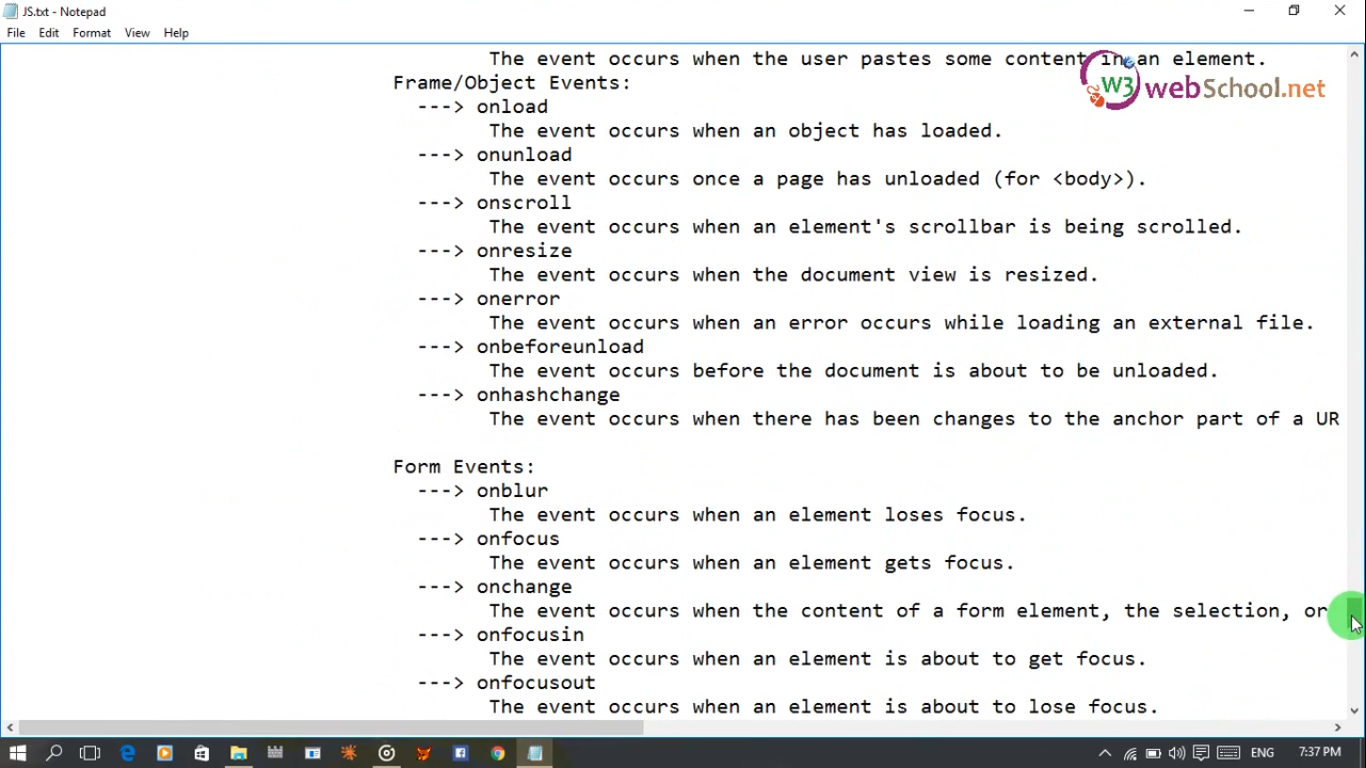 JS.txt - Notepad
File Edit Format View Help
The event occurs when the user pastes some content in an element.
W3 webSchool.net
Frame/Object Events:
---> onload
The event occurs when an object has loaded.
---> onunload
The event occurs once a page has unloaded (for <body>).
---> onscroll
The event occurs when an element's scrollbar is being scrolled.
---> onresize
The event occurs when the document view is resized.
---> onerror
The event occurs when an error occurs while loading an external file.
---> onbeforeunload
The event occurs before the document is about to be unloaded.
---> onhashchange
The event occurs when there has been changes to the anchor part of a UR
Form Events:
---> onblur
The event occurs when an element loses focus.
---> onfocus
The event occurs when an element gets focus.
---> onchange
The event occurs when the content of a form element, the selection, or
---> onfocusin
The event occurs when an element is about to get focus.
---> onfocusout
The event occurs when an element is about to lose focus.
ENG 7:37 PM